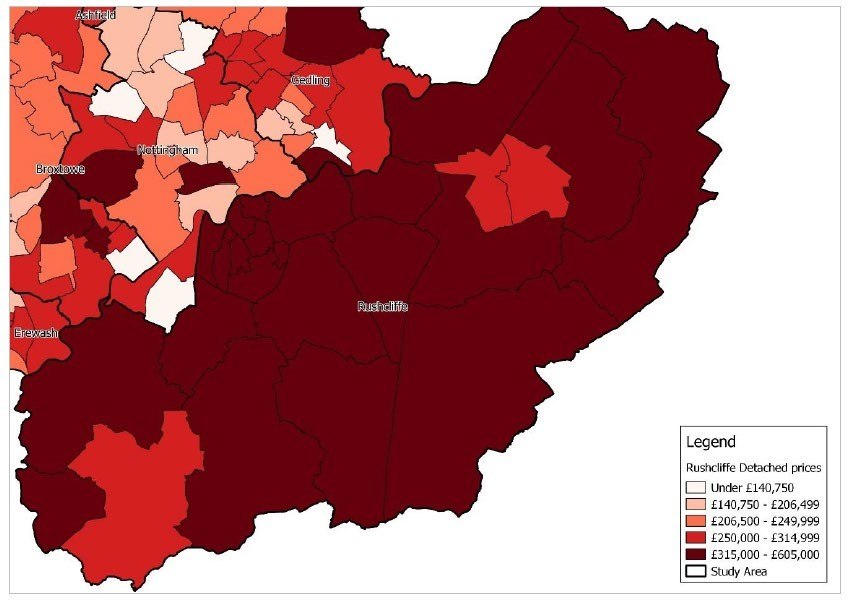 Ashfield
Gedling
Nottingham
Broxtowe
Rushcliffe
Erewash
Legend
Rushcliffe Detached prices
Under £140,750
£140,750 - £206,499
£206,500 - £249,999
£250,000 - £314,999
£315,000 - £605,000
Study Area